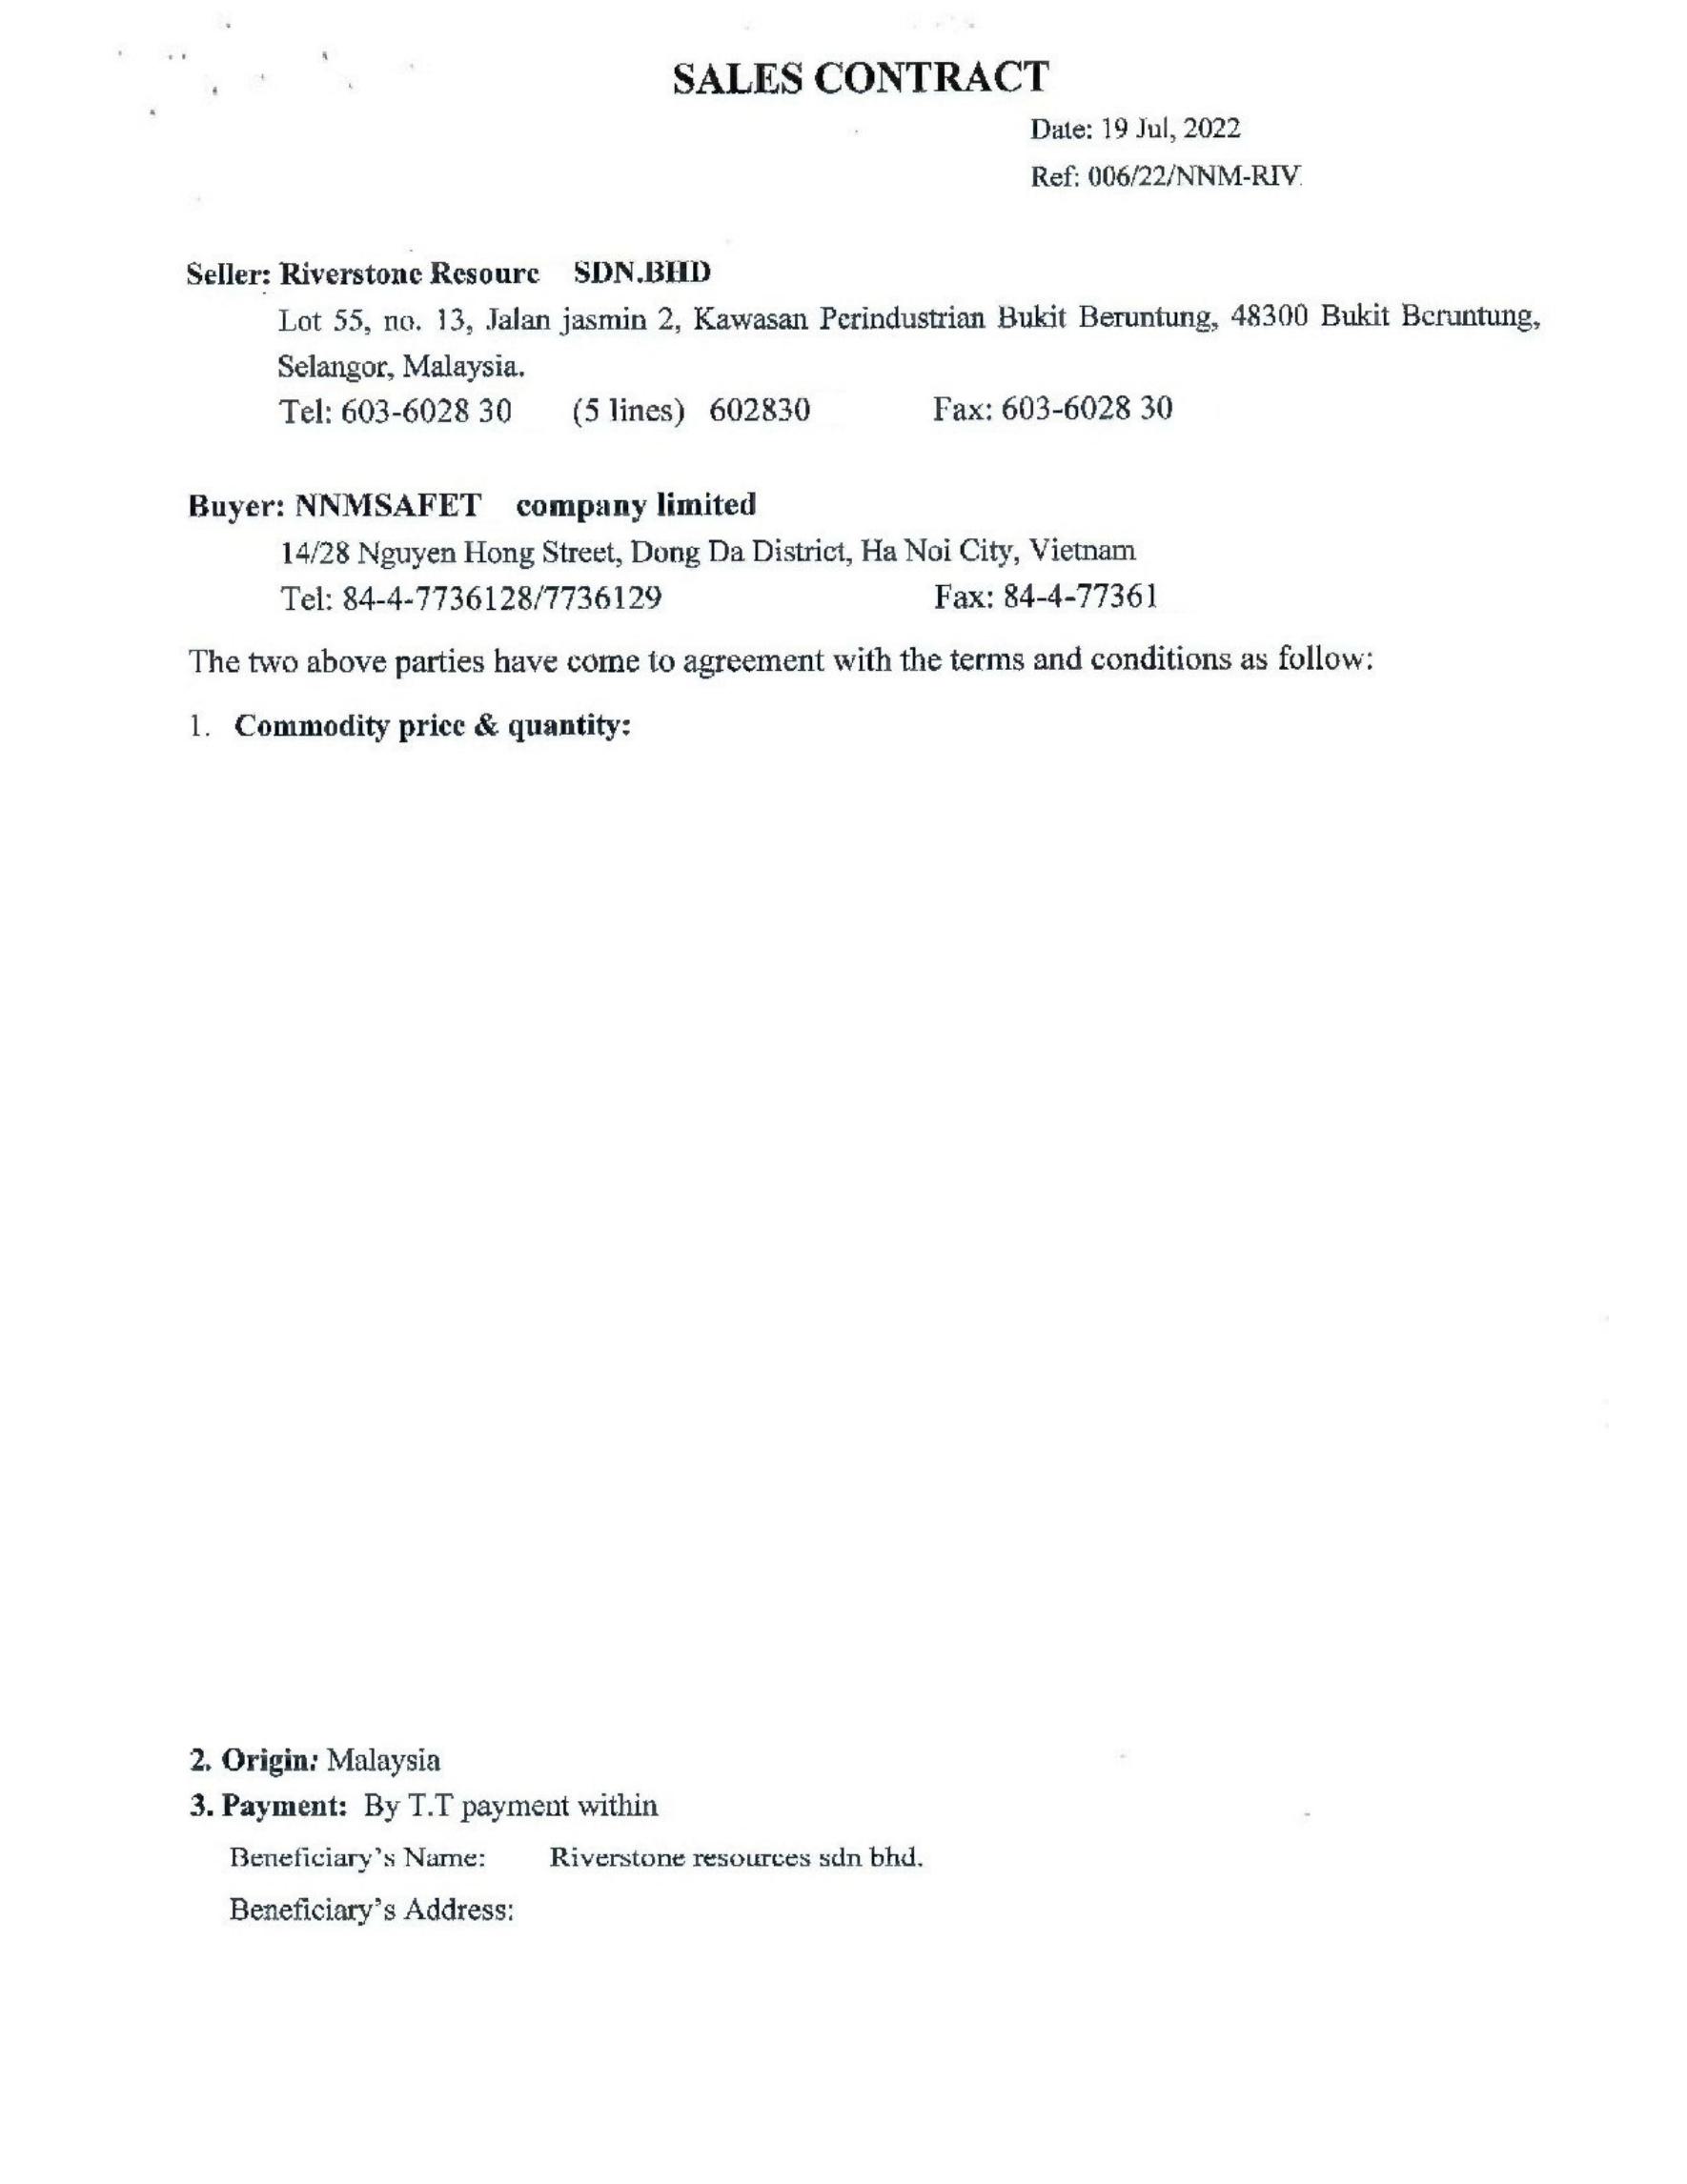 SALES CONTRACT
Date: 19 Jul, 2022
Ref: 006/22/NNM-RIV
Seller: Riverstone Resourc SDN.BHD
Lot 55, no. 13, Jalan jasmin 2, Kawasan Perindustrian Bukit Beruntung, 48300 Bukit Beruntung,
Selangor, Malaysia.
Tel: 603-6028 30 (5 lines) 602830 Fax: 603-6028 30
Buyer: NNMSAFET company limited
14/28 Nguyen Hong Street, Dong Da District, Ha Noi City, Vietnam
Tel: 84-4-7736128/7736129 Fax: 84-4-77361
The two above parties have come to agreement with the terms and conditions as follow:
1. Commodity price & quantity:
2. Origin: Malaysia
3. Payment: By T.T payment within
Beneficiary's Name: Riverstone resources sdn bhd.
Beneficiary's Address: